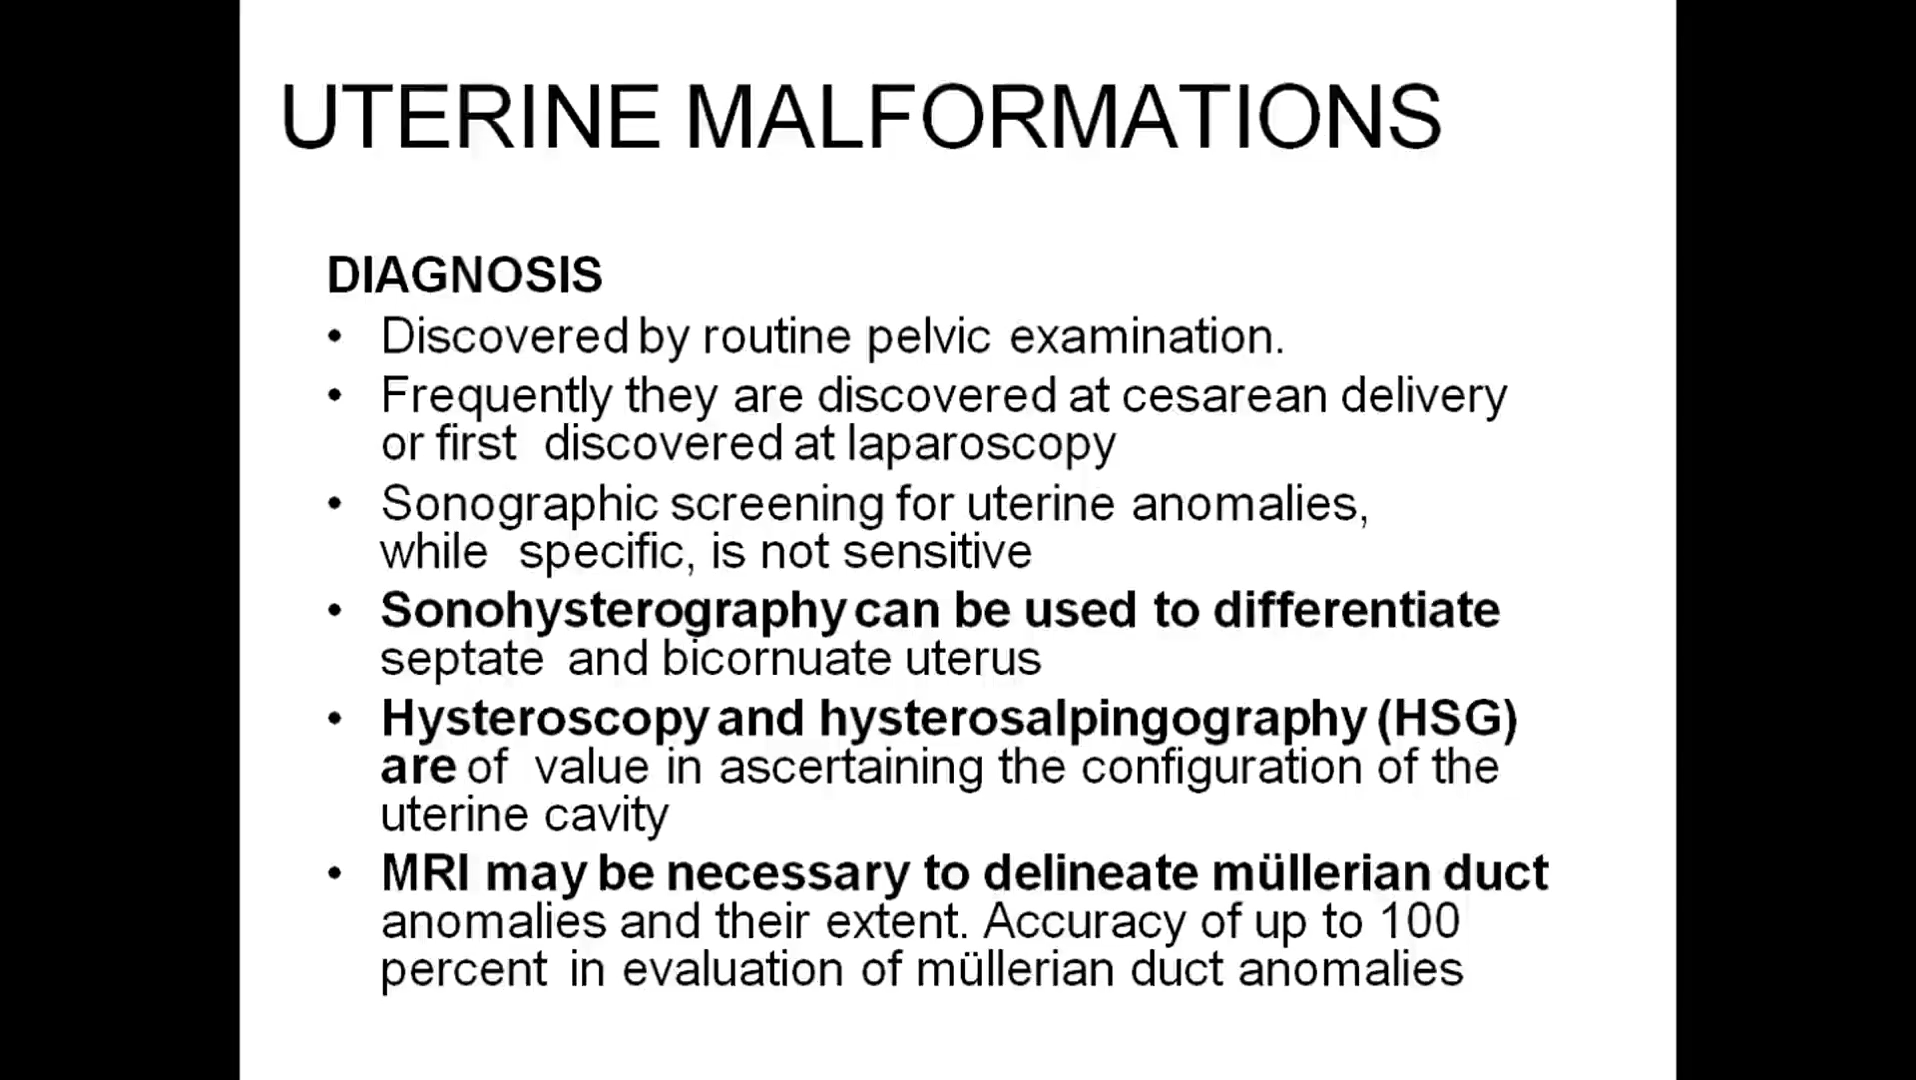 UTERINE MALFORMATIONS
DIAGNOSIS
• Discovered by routine pelvic examination.
• Frequently they are discovered at cesarean delivery
or first discovered at laparoscopy
• Sonographic screening for uterine anomalies,
while specific, is not sensitive
• Sonohysterography can be used to differentiate
septate and bicornuate uterus
• Hysteroscopy and hysterosalpingography (HSG)
are of value in ascertaining the configuration of the
uterine cavity
• MRI may be necessary to delineate müllerian duct
anomalies and their extent. Accuracy of up to 100
percent in evaluation of müllerian duct anomalies